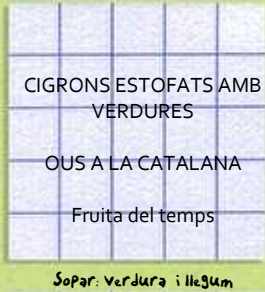 CIGRONS ESTOFATS AMB
VERDURES
OUS A LA CATALANA
Fruita del temps
Sopar: verdura i llegum